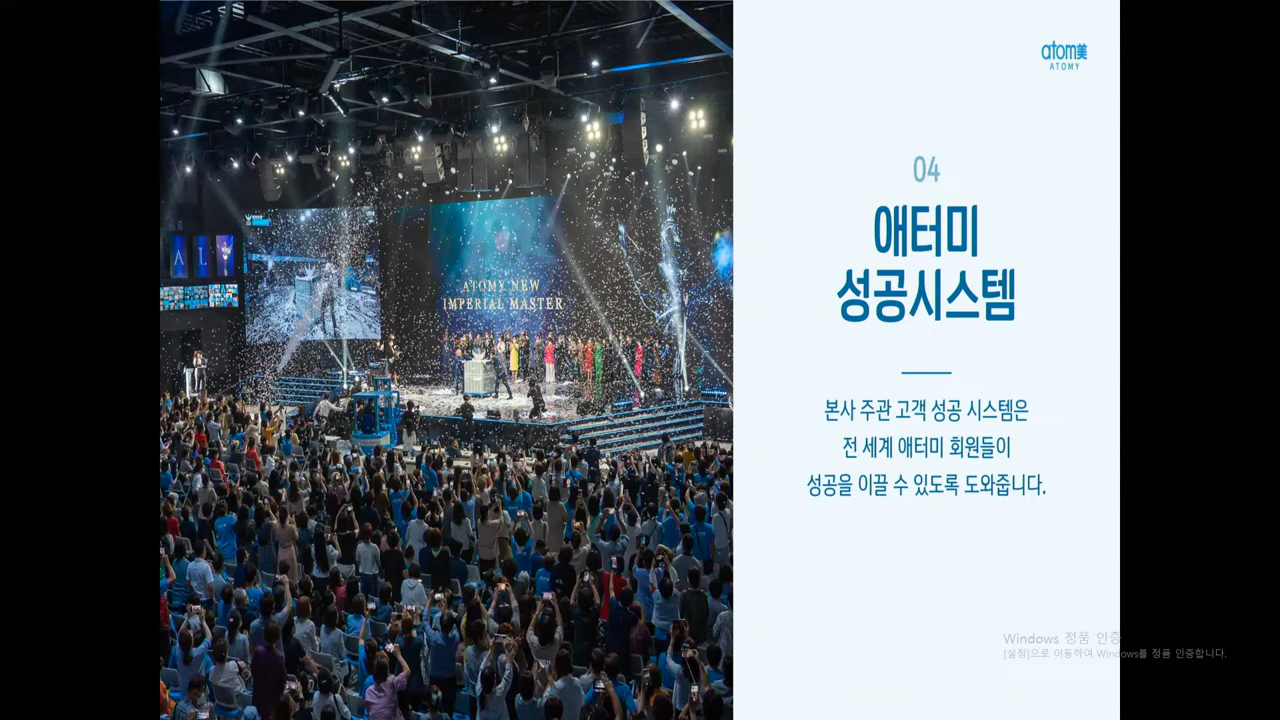 A L
ATOMY NEW
IMPERIAL MASTER
atom美
ATOMY
04
애터미
성공시스템
본사 주관 고객 성공 시스템은
전 세계 애터미 회원들이
성공을 이끌 수 있도록 도와줍니다.
Windows 정품 인증
[설정]으로 이동하여 Windows를 정품 인증합니다.